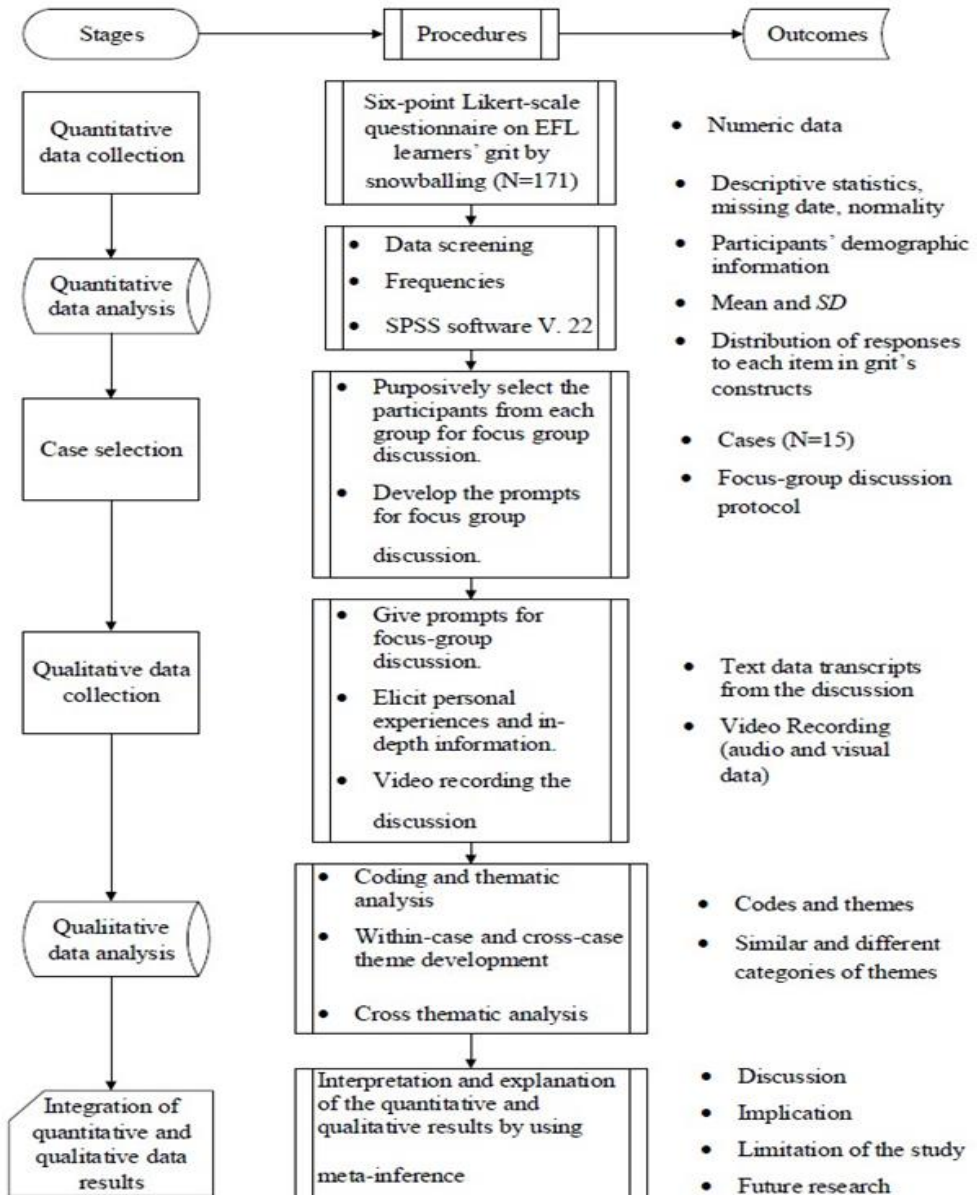 Stages
Procedures
Outcomes
Quantitative
data collection
Six-point Likert-scale
questionnaire on EFL
learners' grit by
snowballing (N=171)
• Numeric data
Quantitative
data analysis
• Data screening
• Frequencies
• SPSS software V. 22
• Descriptive statistics,
missing date, normality
• Participants' demographic
information
• Mean and SD
• Distribution of responses
to each item in grit's
constructs
Case selection
• Purposively select the
participants from each
group for focus group
discussion.
• Develop the prompts
for focus group
discussion.
• Cases (N=15)
• Focus-group discussion
protocol
Qualitative data
collection
• Give prompts for
focus-group
discussion.
• Elicit personal
experiences and in-
depth information.
• Video recording the
discussion
• Text data transcripts
from the discussion
• Video Recording
(audio and visual
data)
Qualiitative
data analysis
• Coding and thematic
analysis
• Within-case and cross-case
theme development
• Cross thematic analysis
• Codes and themes
• Similar and different
categories of themes
Integration of
quantitative and
qualitative data
results
Interpretation and explanation
of the quantitative and
qualitative results by using
meta-inference
• Discussion
• Implication
• Limitation of the study
• Future research